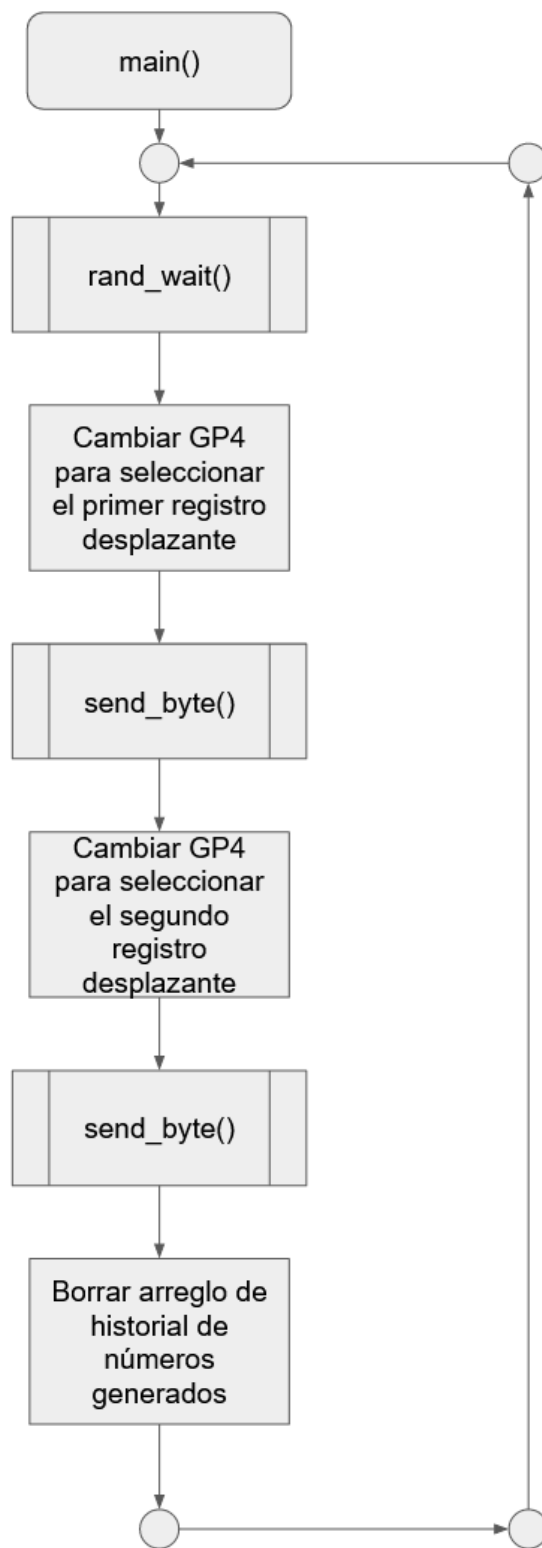 main()
rand_wait()
Cambiar GP4
para seleccionar
el primer registro
desplazante
send_byte()
Cambiar GP4
para seleccionar
el segundo
registro
desplazante
send_byte()
Borrar arreglo de
historial de
números
generados